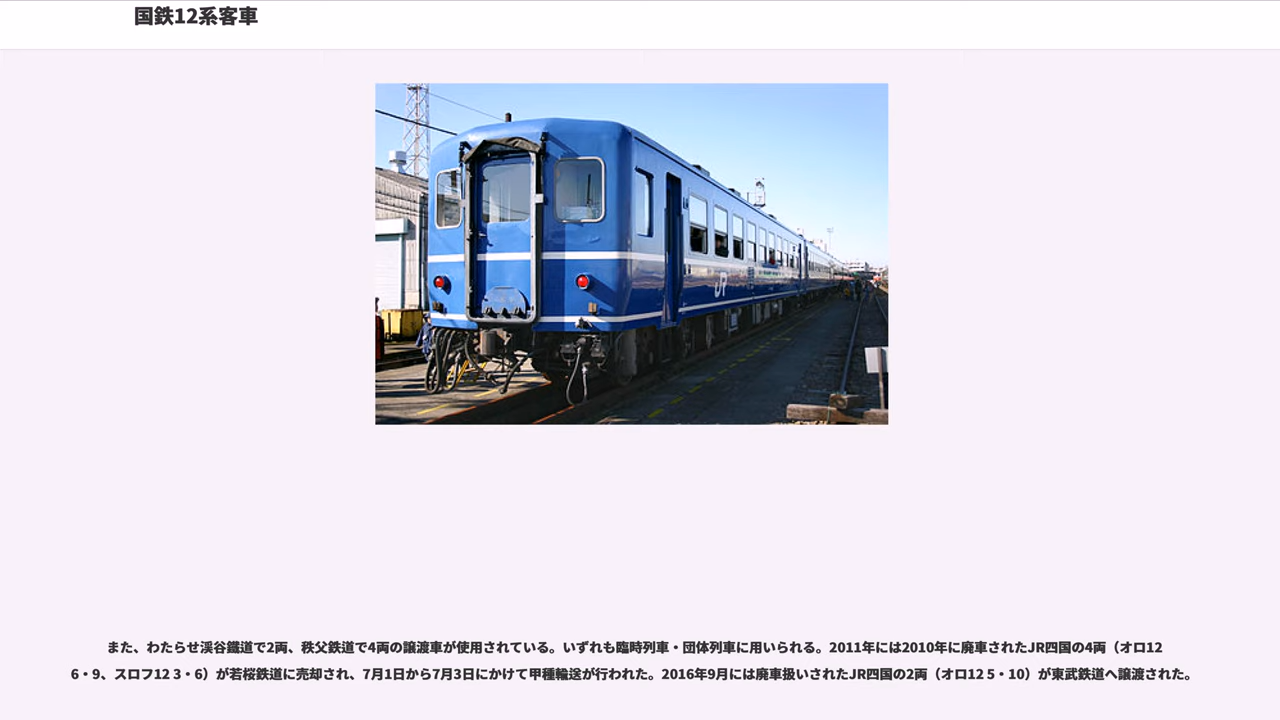 国鉄12系客車
JR
また、わたらせ渓谷鐵道で2両、秩父鉄道で4両の譲渡車が使用されている。いずれも臨時列車・団体列車に用いられる。2011年には2010年に廃車されたJR四国の4両（オロ12
6・9、スロフ12 3・6）が若桜鉄道に売却され、7月1日から7月3日にかけて甲種輸送が行われた。2016年9月には廃車扱いされたJR四国の2両（オロ12 5・10）が東武鉄道へ譲渡された。